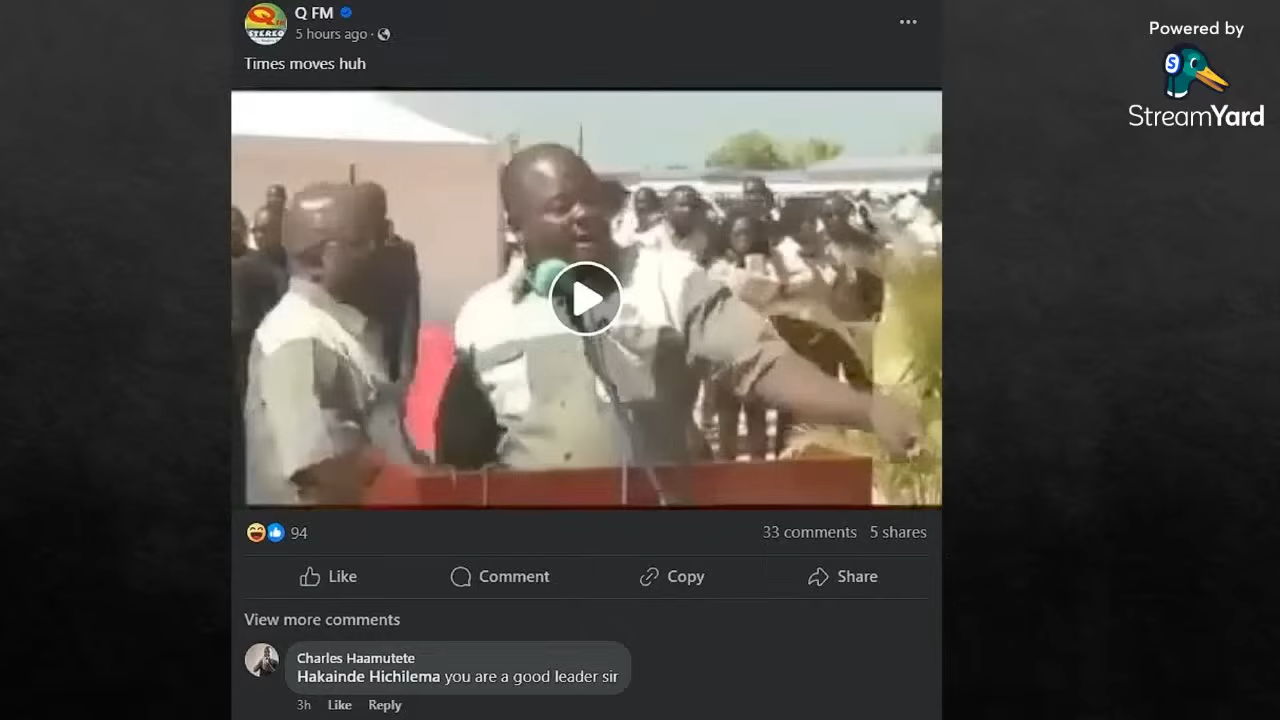 Q FM
5 hours ago ·
Times moves huh
94
33 comments 5 shares
Like
Comment
Copy
Share
View more comments
Charles Haamutete
Hakainde Hichilema you are a good leader sir
3h Like Reply
Powered by
StreamYard
Q
STEREO
S